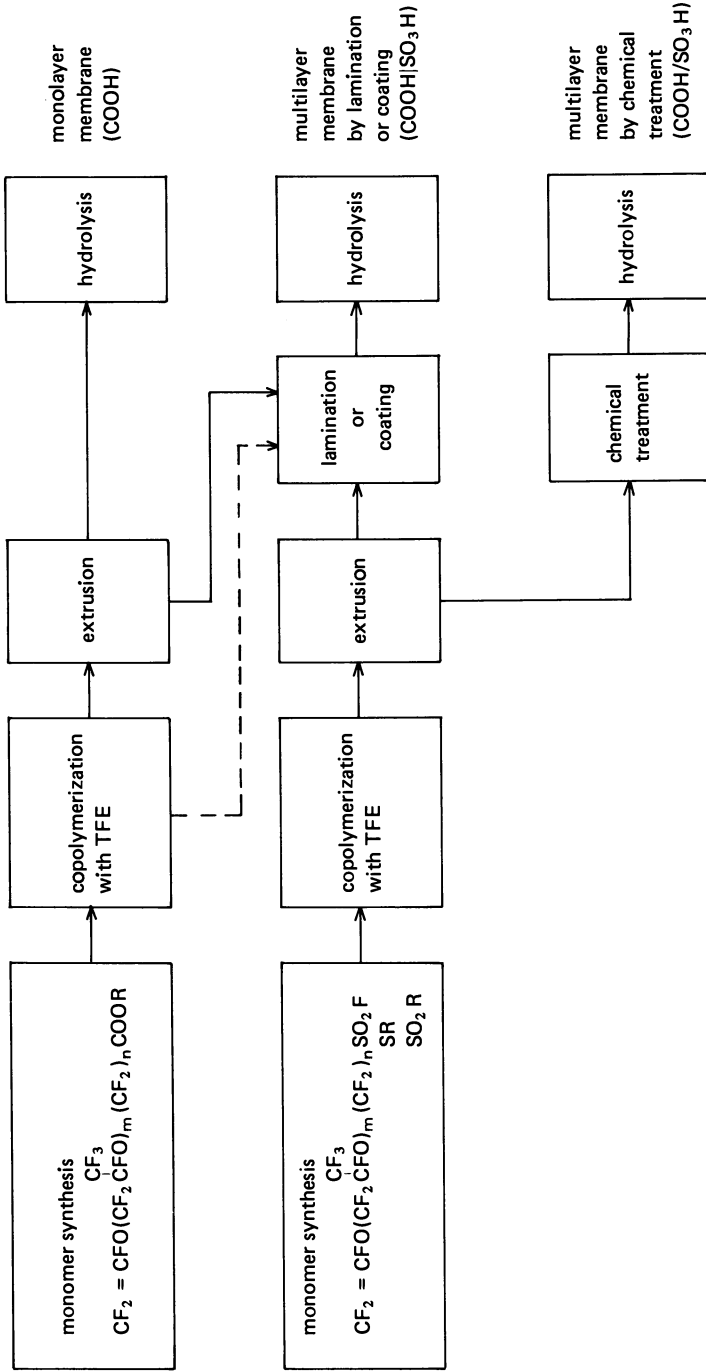 monomer synthesis
CF₃
CF₂ = CFO(CF₂CFO)ₘ(CF₂)ₙCOOR
copolymerization
with TFE
extrusion
hydrolysis
monolayer
membrane
(COOH)
monomer synthesis
CF₃
CF₂ = CFO(CF₂CFO)ₘ(CF₂)ₙSO₂F
SR
SO₂R
copolymerization
with TFE
extrusion
lamination
or
coating
hydrolysis
multilayer
membrane
by lamination
or coating
(COOH|SO₃H)
chemical
treatment
hydrolysis
multilayer
membrane
by chemical
treatment
(COOH/SO₃H)